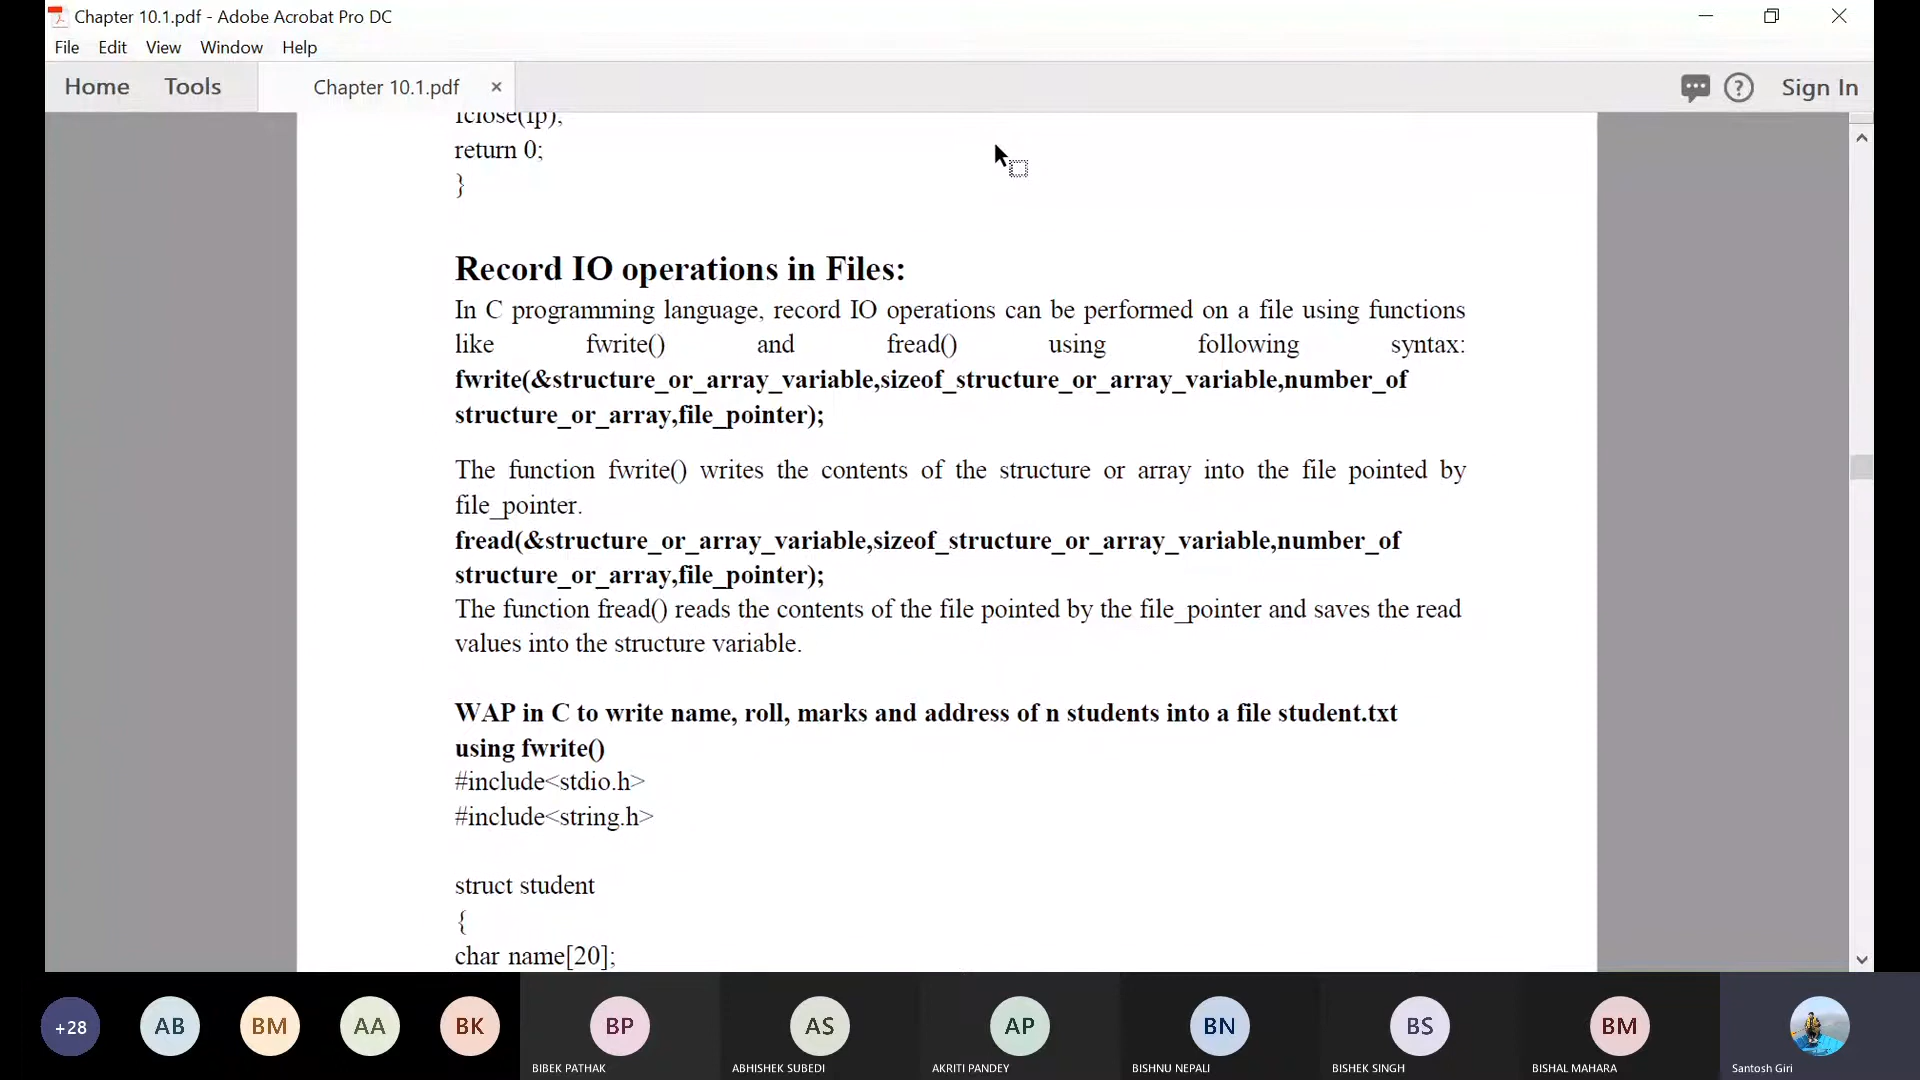 Chapter 10.1.pdf - Adobe Acrobat Pro DC
File Edit View Window Help
Home Tools Chapter 10.1.pdf × Sign In
fclose(fp);
return 0;
}
Record IO operations in Files:
In C programming language, record IO operations can be performed on a file using functions
like fwrite() and fread() using following syntax:
fwrite(&structure_or_array_variable,sizeof_structure_or_array_variable,number_of
structure_or_array,file_pointer);
The function fwrite() writes the contents of the structure or array into the file pointed by
file_pointer.
fread(&structure_or_array_variable,sizeof_structure_or_array_variable,number_of
structure_or_array,file_pointer);
The function fread() reads the contents of the file pointed by the file_pointer and saves the read
values into the structure variable.
WAP in C to write name, roll, marks and address of n students into a file student.txt
using fwrite()
#include<stdio.h>
#include<string.h>
struct student
{
char name[20];
+28 AB BM AA BK BP AS AP BN BS BM
BIBEK PATHAK ABHISHEK SUBEDI AKRITI PANDEY BISHNU NEPALI BISHEK SINGH BISHAL MAHARA Santosh Giri